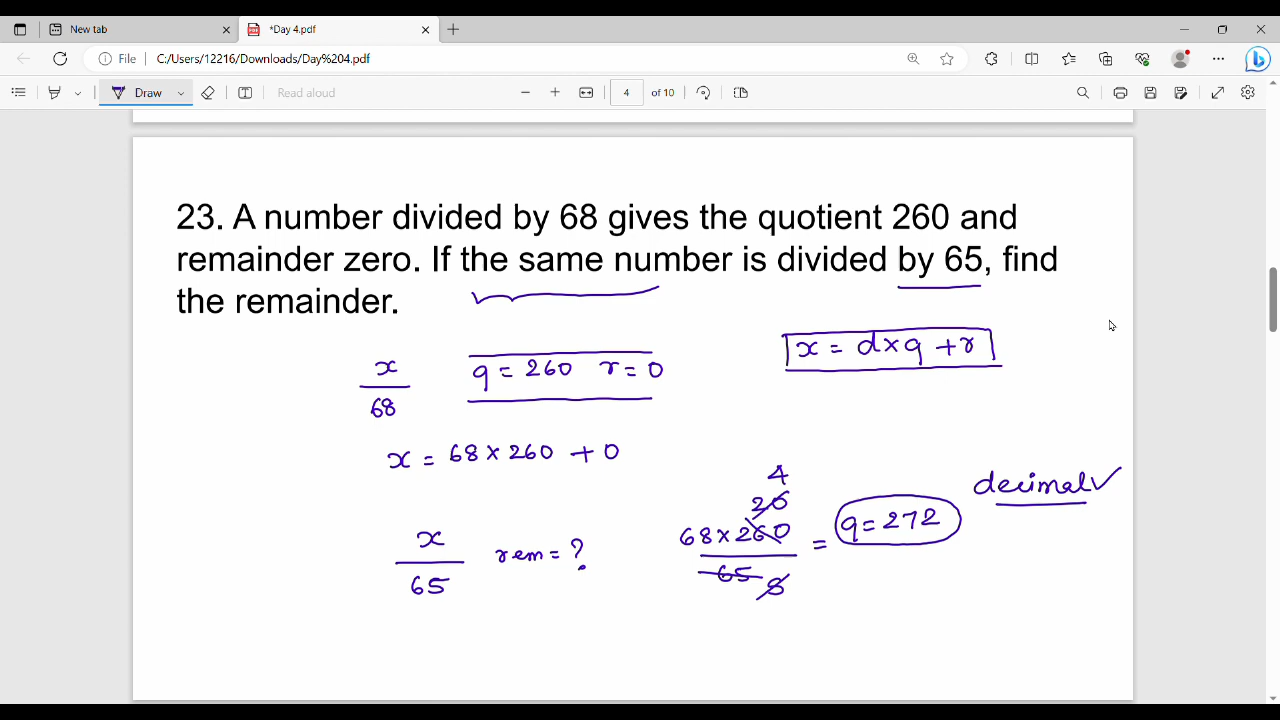 New tab
*Day 4.pdf
File
C:/Users/12216/Downloads/Day%204.pdf
Draw
Read aloud
4
of 10
23. A number divided by 68 gives the quotient 260 and
remainder zero. If the same number is divided by 65, find
the remainder.
x = d×q + r
x
68
q = 260 r = 0
x = 68 × 260 + 0
x
65
rem = ?
4
20
68 × 260
65 5
= q = 272
decimal ✓